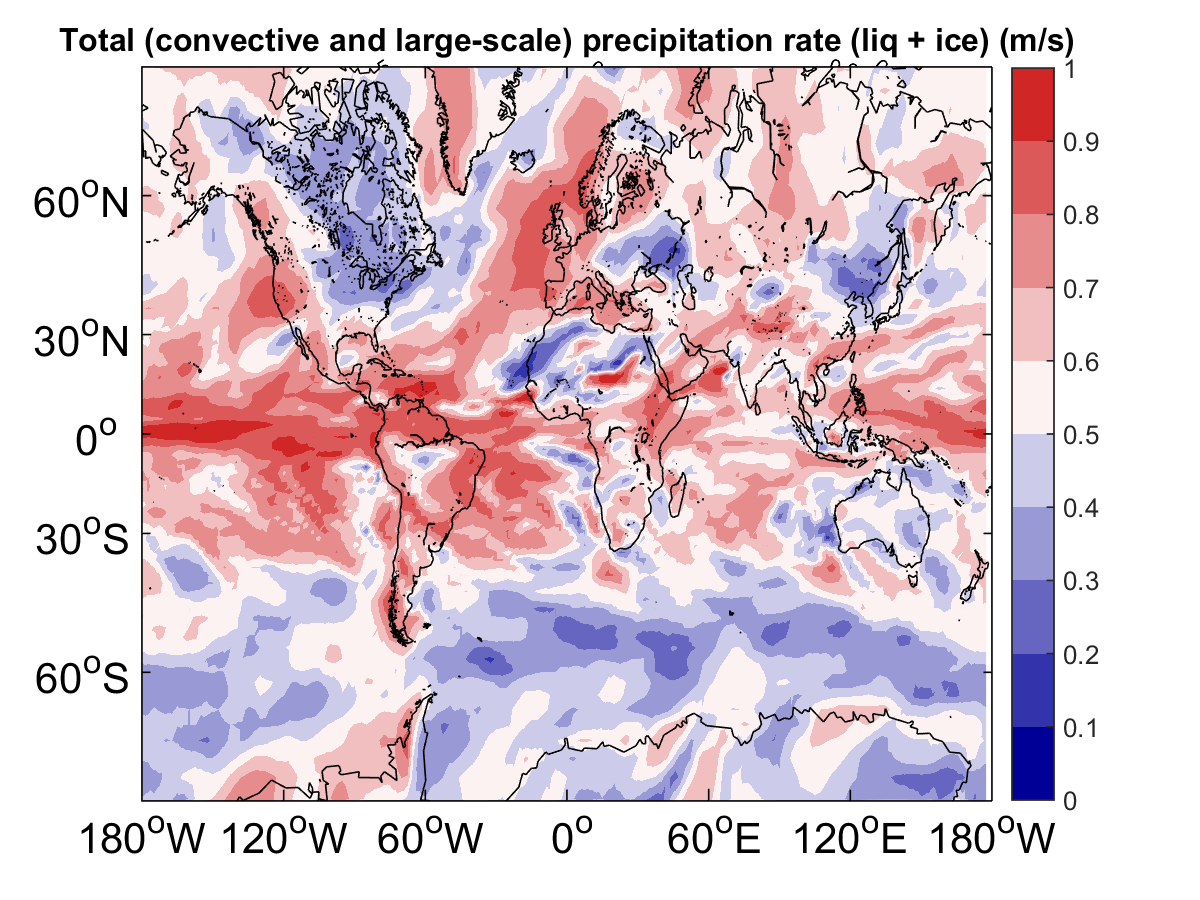 Total (convective and large-scale) precipitation rate (liq + ice) (m/s)
1
0.9
0.8
0.7
0.6
0.5
0.4
0.3
0.2
0.1
0
60°N
30°N
0°
30°S
60°S
180°W 120°W 60°W 0° 60°E 120°E 180°W